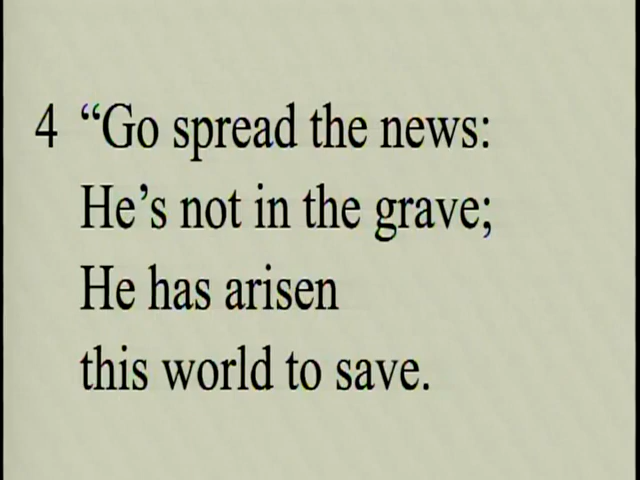 4 “Go spread the news:
He’s not in the grave;
He has arisen
this world to save.